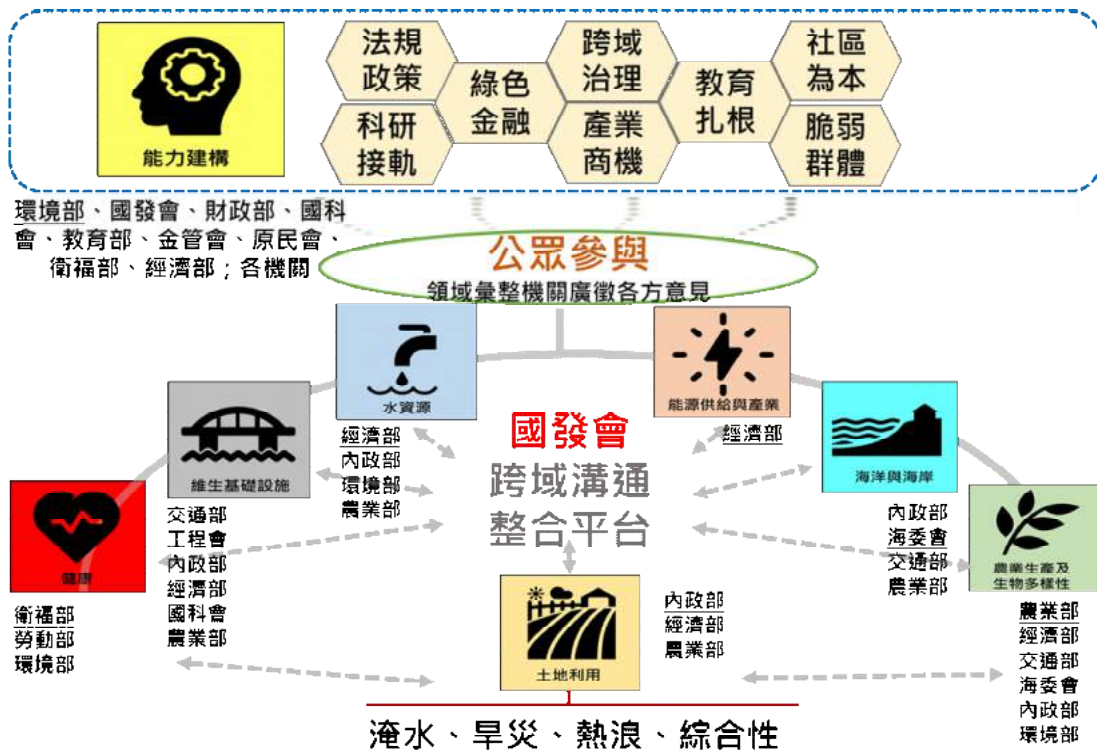 能力建構
法規
政策
科研
接軌
綠色
金融
跨域
治理
產業
商機
教育
扎根
社區
為本
脆弱
群體
環境部、國發會、財政部、國科
會、教育部、金管會、原民會、
衛福部、經濟部；各機關
公眾參與
領域彙整機關廣徵各方意見
水資源
經濟部
內政部
環境部
農業部
能源供給與產業
經濟部
維生基礎設施
交通部
工程會
內政部
經濟部
國科會
農業部
國發會
跨域溝通
整合平台
海洋與海岸
內政部
海委會
交通部
農業部
健康
衛福部
勞動部
環境部
農業生產及
生物多樣性
農業部
經濟部
交通部
海委會
內政部
環境部
土地利用
內政部
經濟部
農業部
淹水、旱災、熱浪、綜合性